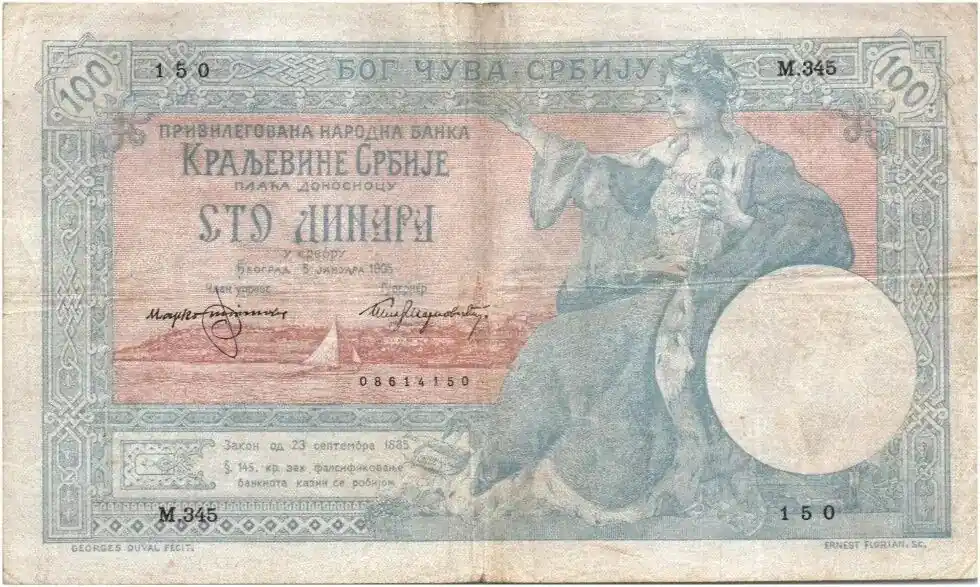 100
150
БОГ ЧУВА СРБИЈУ
М.345
100
ПРИВИЛЕГОВАНА НАРОДНА БАНКА
КРАЉЕВИНЕ СРБИЈЕ
ПЛАЋА ДОНОСИОЦУ
СТО ДИНАРА
У СРЕБРУ
БЕОГРАД, 5. ЈАНУАРА 1905
Члан управе
Гувернер
08614150
Закон од 23 септембра 1885
§ 145. кр. зак фалсификовање
банкнота казни се робијом
М.345
150
GEORGES DUVAL FECIT.
ERNEST FLORIAN. SC.